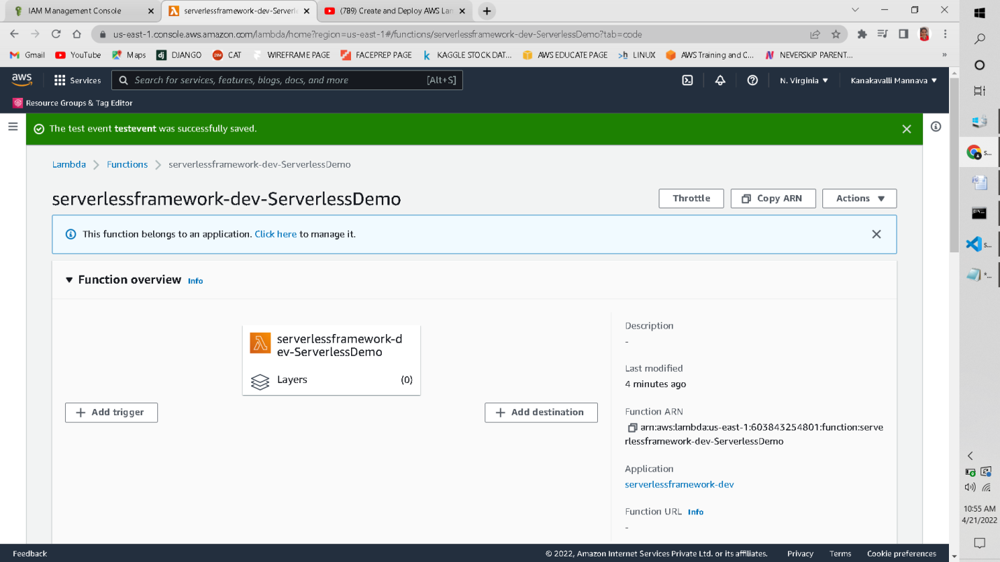 IAM Management Console
serverlessframework-dev-Serverl
(789) Create and Deploy AWS Lam
us-east-1.console.aws.amazon.com/lambda/home?region=us-east-1#/functions/serverlessframework-dev-ServerlessDemo?tab=code
Gmail YouTube Maps DJANGO CAT WIREFRAME PAGE FACEPREP PAGE KAGGLE STOCK DAT... AWS EDUCATE PAGE LINUX AWS Training and C... NEVERSKIP PARENT...
aws Services Search for services, features, blogs, docs, and more [Alt+S] N. Virginia Kanakavalli Mannava
Resource Groups & Tag Editor
The test event testevent was successfully saved.
Lambda Functions serverlessframework-dev-ServerlessDemo
serverlessframework-dev-ServerlessDemo
Throttle Copy ARN Actions
This function belongs to an application. Click here to manage it.
Function overview Info
serverlessframework-d
ev-ServerlessDemo
Layers (0)
Add trigger
Add destination
Description
-
Last modified
4 minutes ago
Function ARN
arn:aws:lambda:us-east-1:603843254801:function:serve
rlessframework-dev-ServerlessDemo
Application
serverlessframework-dev
Function URL Info
-
Feedback © 2022, Amazon Internet Services Private Ltd. or its affiliates. Privacy Terms Cookie preferences
s...
s...
*...
10:55 AM
4/21/2022